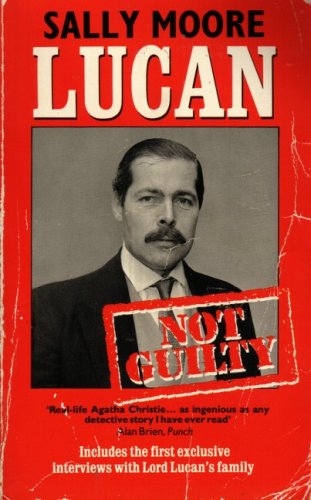 SALLY MOORE
LUCAN
NOT
GUILTY
'Real-life Agatha Christie... as ingenious as any
detective story I have ever read'
Alan Brien, Punch
Includes the first exclusive
interviews with Lord Lucan's family